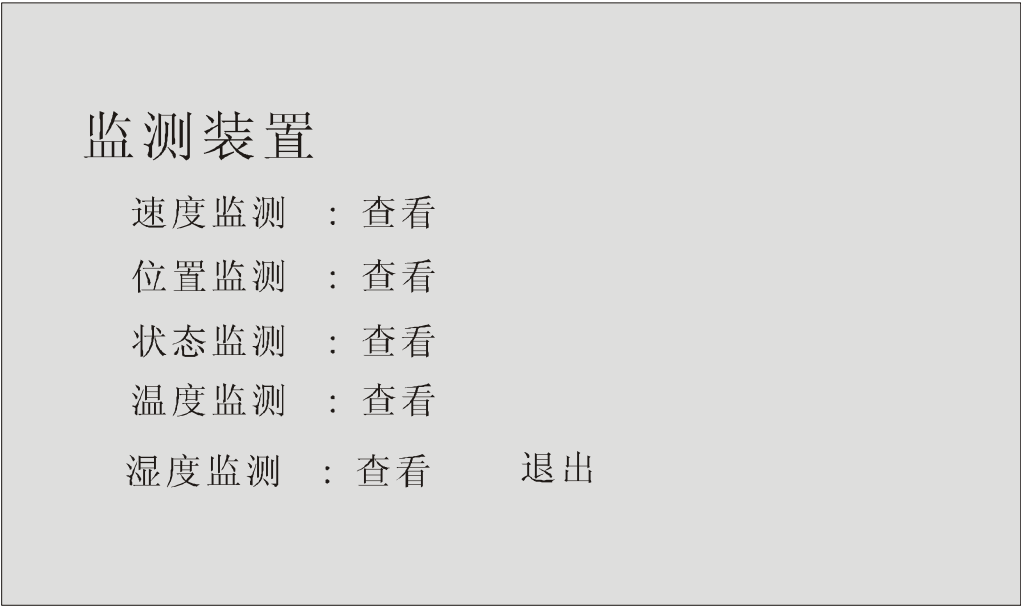 监测装置
速度监测 : 查看
位置监测 : 查看
状态监测 : 查看
温度监测 : 查看
湿度监测 : 查看 退出